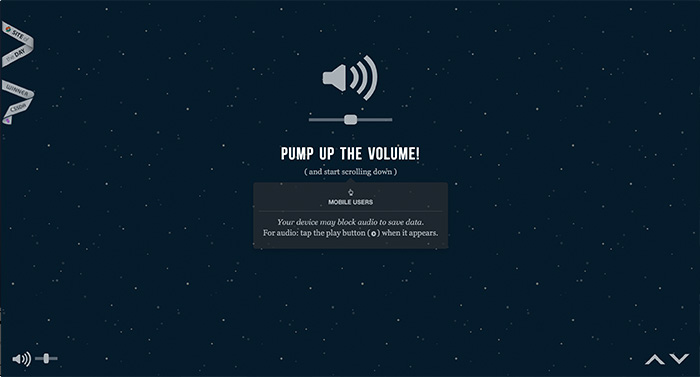 SITE of
the DAY
WINNER
CSSDA
PUMP UP THE VOLUME!
( and start scrolling down )
MOBILE USERS
Your device may block audio to save data.
For audio: tap the play button ( ) when it appears.